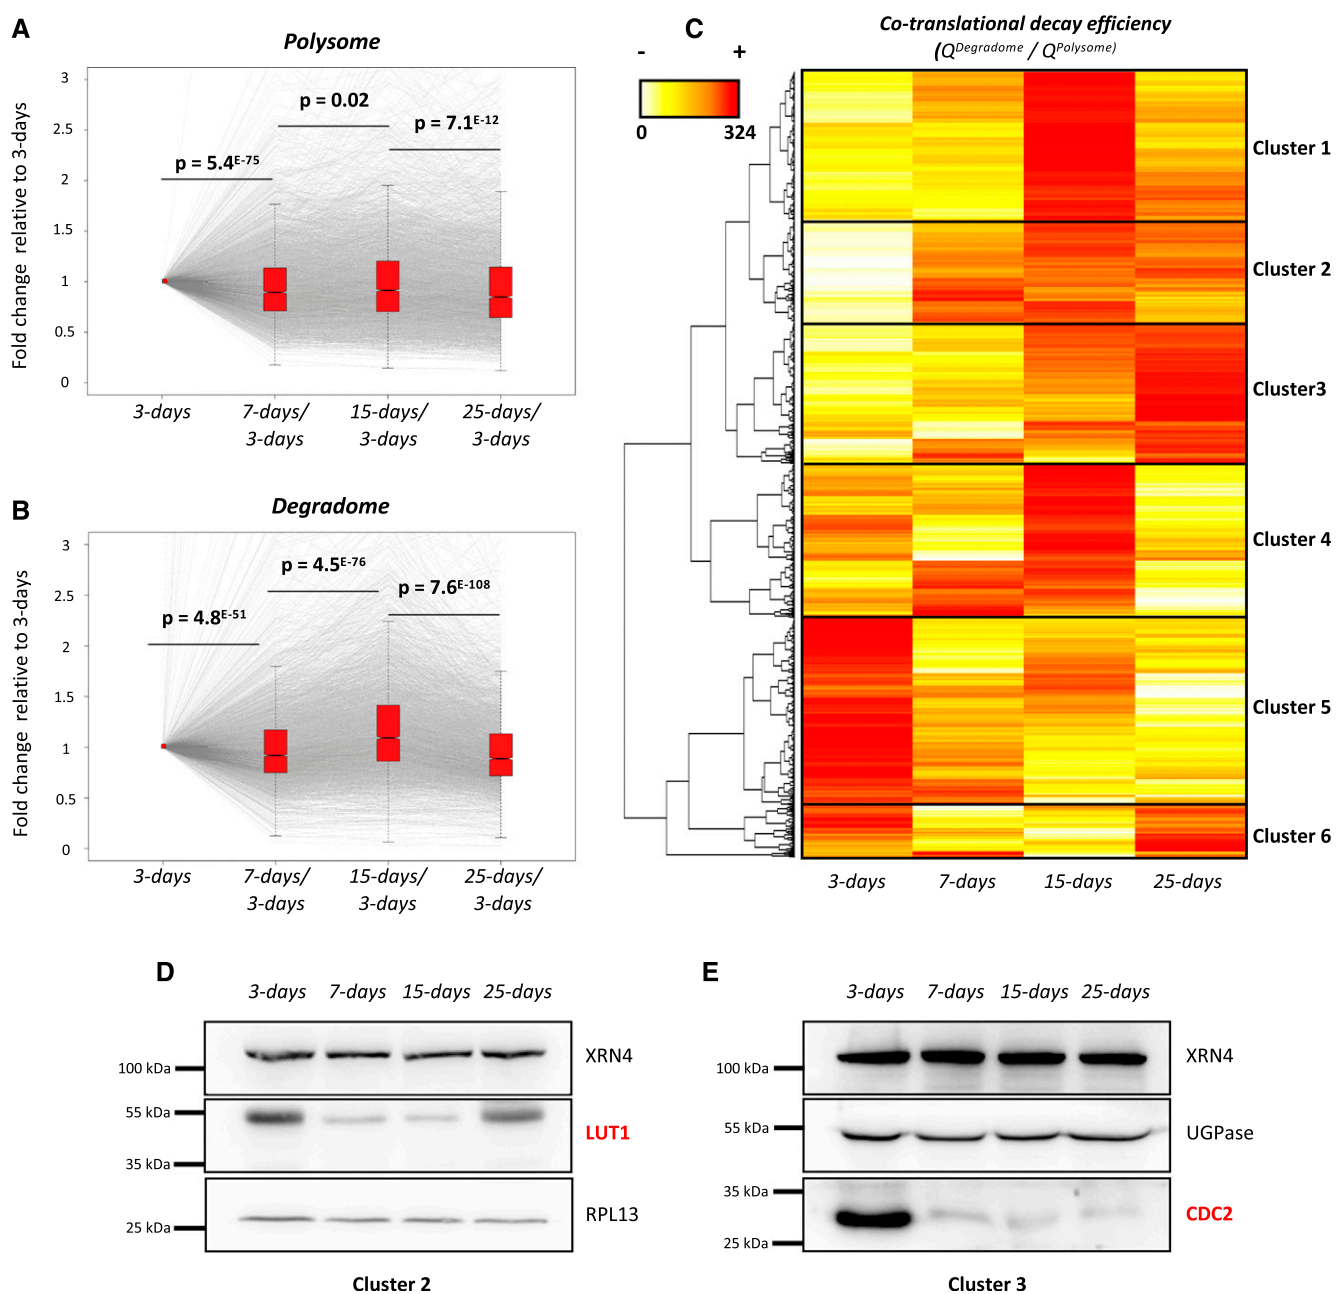 A
Polysome
Fold change relative to 3-days
3
2.5
2
1.5
1
0.5
0
p = 5.4E-75
p = 0.02
p = 7.1E-12
3-days
7-days/
3-days
15-days/
3-days
25-days/
3-days
B
Degradome
Fold change relative to 3-days
3
2.5
2
1.5
1
0.5
0
p = 4.8E-51
p = 4.5E-76
p = 7.6E-108
3-days
7-days/
3-days
15-days/
3-days
25-days/
3-days
C
Co-translational decay efficiency
(QDegradome / QPolysome)
- +
0 324
Cluster 1
Cluster 2
Cluster3
Cluster 4
Cluster 5
Cluster 6
3-days 7-days 15-days 25-days
D
3-days 7-days 15-days 25-days
100 kDa
XRN4
55 kDa
LUT1
35 kDa
RPL13
25 kDa
Cluster 2
E
3-days 7-days 15-days 25-days
100 kDa
XRN4
55 kDa
UGPase
35 kDa
CDC2
25 kDa
Cluster 3